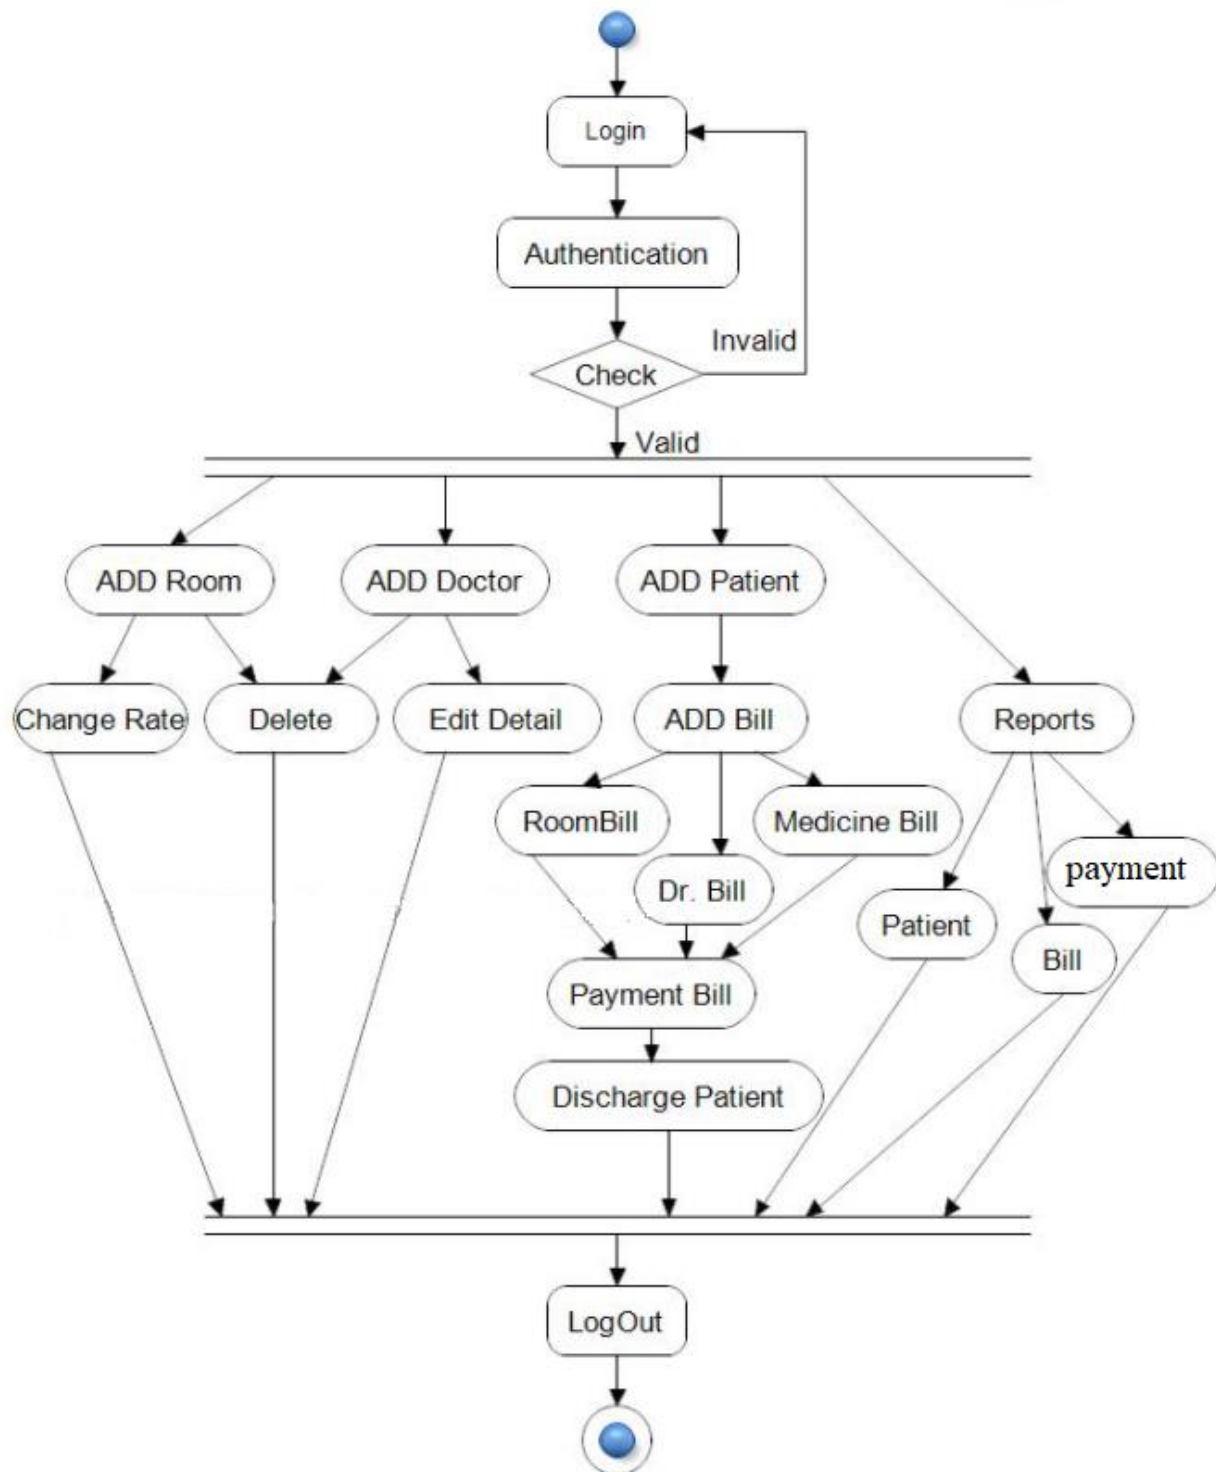 Login
Authentication
Invalid
Check
Valid
ADD Room
ADD Doctor
ADD Patient
Change Rate
Delete
Edit Detail
ADD Bill
Reports
RoomBill
Medicine Bill
payment
Dr. Bill
Patient
Bill
Payment Bill
Discharge Patient
LogOut